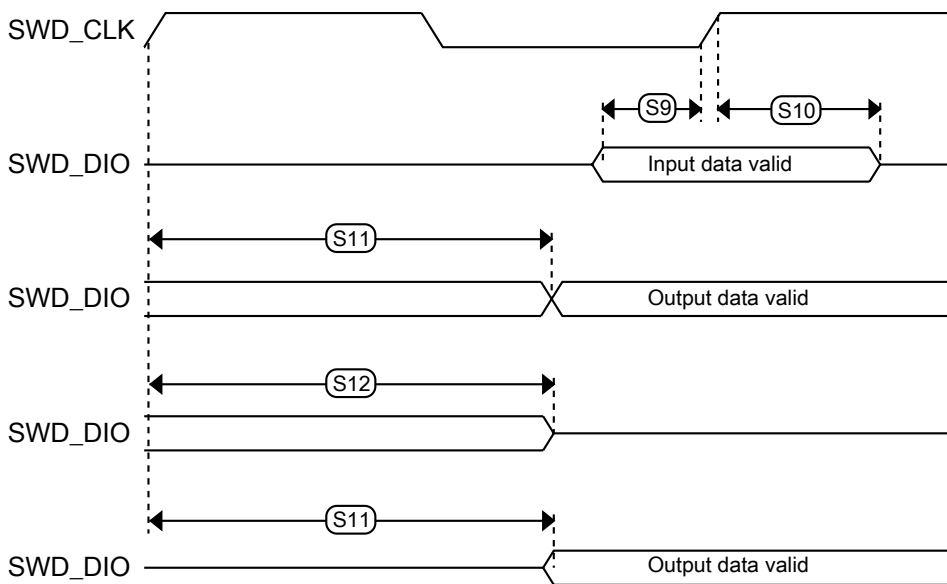 SWD_CLK
S9
S10
SWD_DIO
Input data valid
S11
SWD_DIO
Output data valid
S12
SWD_DIO
S11
SWD_DIO
Output data valid